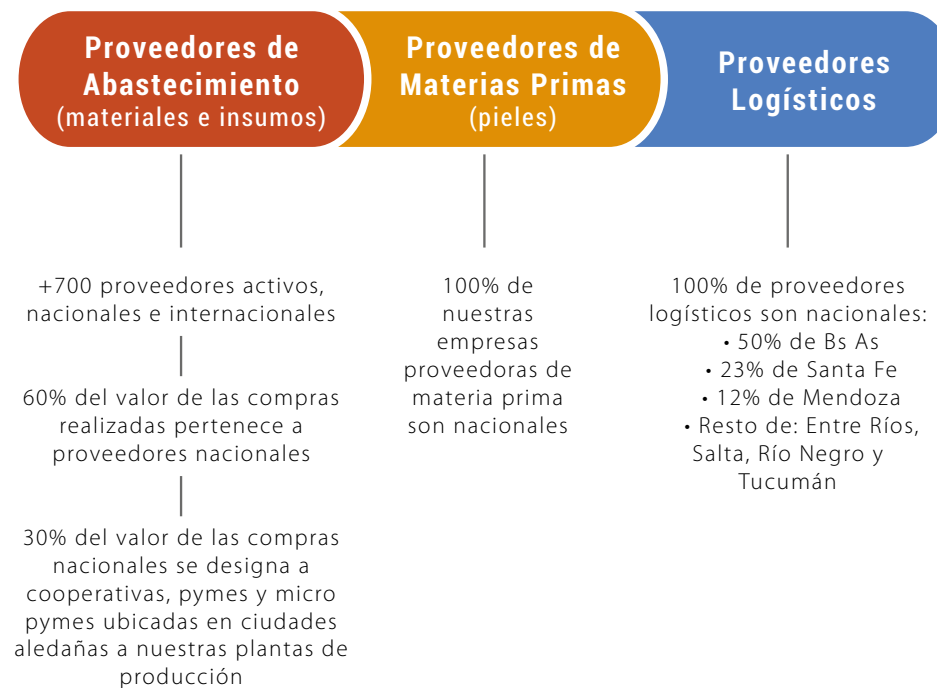 Proveedores de
Abastecimiento
(materiales e insumos)
Proveedores de
Materias Primas
(pieles)
Proveedores
Logísticos
+700 proveedores activos,
nacionales e internacionales
60% del valor de las compras
realizadas pertenece a
proveedores nacionales
30% del valor de las compras
nacionales se designa a
cooperativas, pymes y micro
pymes ubicadas en ciudades
aledañas a nuestras plantas de
producción
100% de
nuestras
empresas
proveedoras de
materia prima
son nacionales
100% de proveedores
logísticos son nacionales:
• 50% de Bs As
• 23% de Santa Fe
• 12% de Mendoza
• Resto de: Entre Ríos,
Salta, Río Negro y
Tucumán